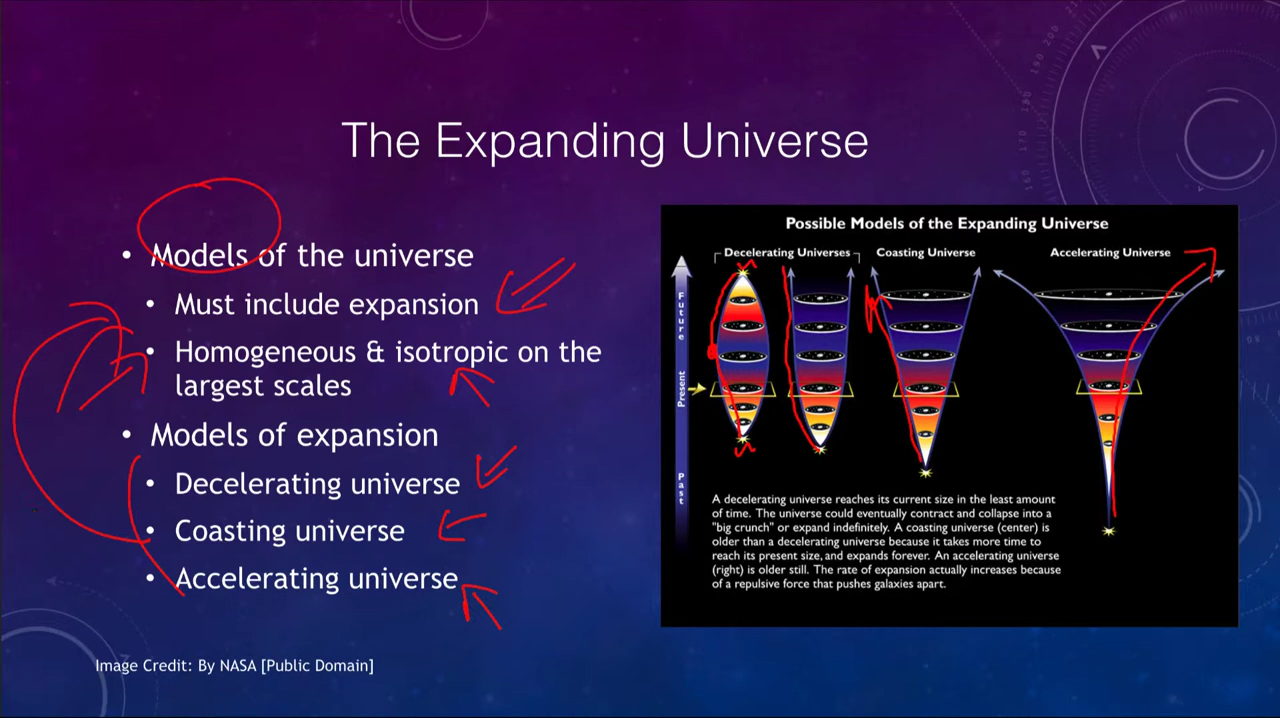 The Expanding Universe
• Models of the universe
• Must include expansion
• Homogeneous & isotropic on the
largest scales
• Models of expansion
• Decelerating universe
• Coasting universe
• Accelerating universe
Image Credit: By NASA [Public Domain]
Possible Models of the Expanding Universe
Decelerating Universes
Coasting Universe
Accelerating Universe
Future
Present
Past
A decelerating universe reaches its current size in the least amount
of time. The universe could eventually contract and collapse into a
"big crunch" or expand indefinitely. A coasting universe (center) is
older than a decelerating universe because it takes more time to
reach its present size, and expands forever. An accelerating universe
(right) is older still. The rate of expansion actually increases because
of a repulsive force that pushes galaxies apart.
160
170
180
190
200